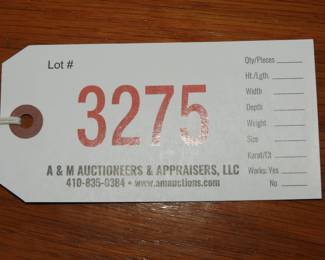 Lot #
3275
A & M AUCTIONEERS & APPRAISERS, LLC
410-835-0384 • www.amauctions.com
Qty/Pieces
Ht./Lgth.
Width
Depth
Weight
Size
Karat/Ct
Works: Yes
No